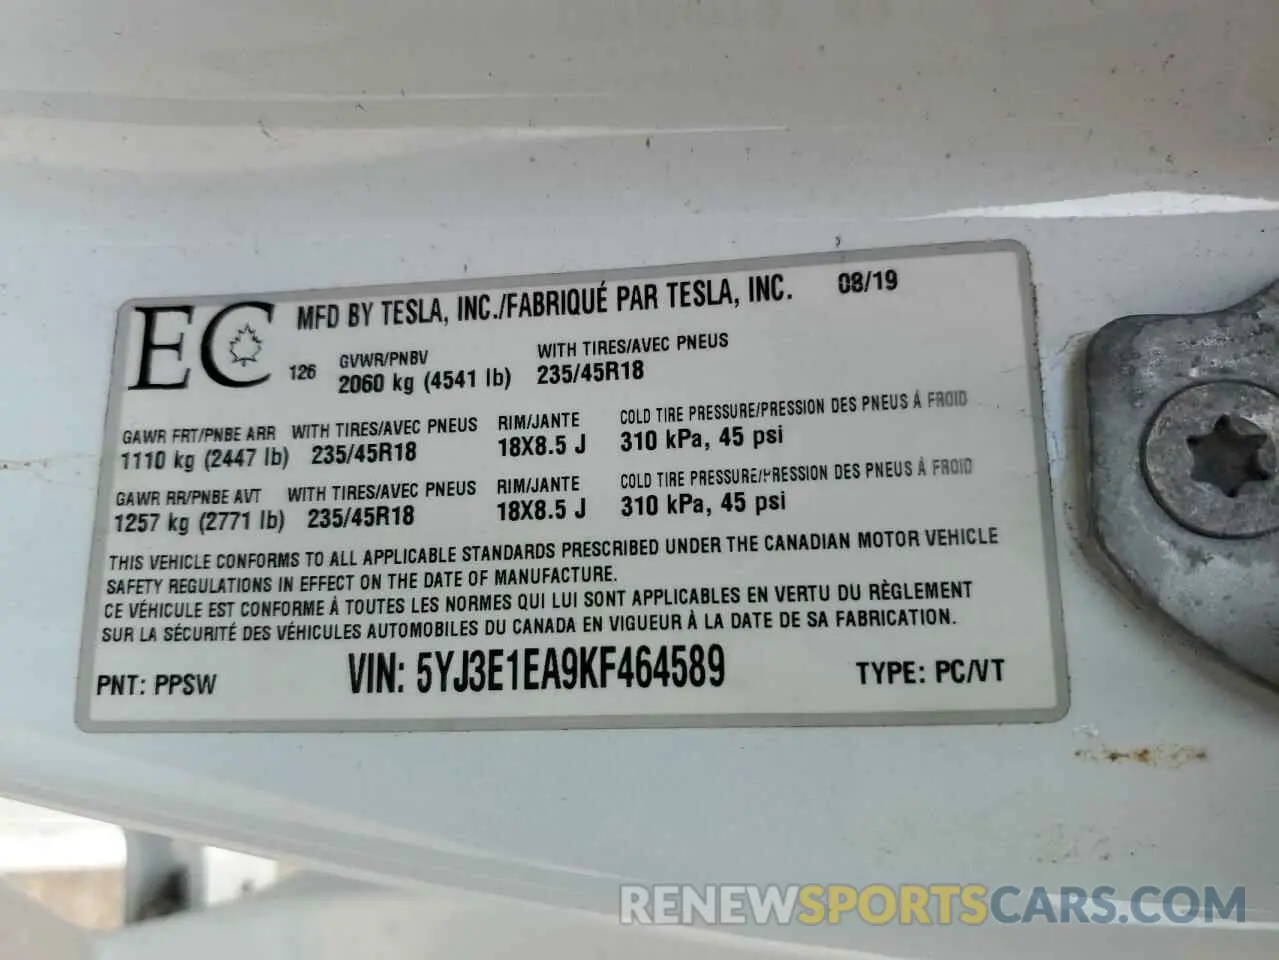 EC MFD BY TESLA, INC./FABRIQUÉ PAR TESLA, INC. 08/19
126 GVWR/PNBV WITH TIRES/AVEC PNEUS
2060 kg (4541 lb) 235/45R18
GAWR FRT/PNBE ARR WITH TIRES/AVEC PNEUS RIM/JANTE COLD TIRE PRESSURE/PRESSION DES PNEUS À FROID
1110 kg (2447 lb) 235/45R18 18X8.5 J 310 kPa, 45 psi
GAWR RR/PNBE AVT WITH TIRES/AVEC PNEUS RIM/JANTE COLD TIRE PRESSURE/PRESSION DES PNEUS À FROID
1257 kg (2771 lb) 235/45R18 18X8.5 J 310 kPa, 45 psi
THIS VEHICLE CONFORMS TO ALL APPLICABLE STANDARDS PRESCRIBED UNDER THE CANADIAN MOTOR VEHICLE
SAFETY REGULATIONS IN EFFECT ON THE DATE OF MANUFACTURE.
CE VÉHICULE EST CONFORME À TOUTES LES NORMES QUI LUI SONT APPLICABLES EN VERTU DU RÈGLEMENT
SUR LA SÉCURITÉ DES VÉHICULES AUTOMOBILES DU CANADA EN VIGUEUR À LA DATE DE SA FABRICATION.
PNT: PPSW VIN: 5YJ3E1EA9KF464589 TYPE: PC/VT
RENEWSPORTSCARS.COM